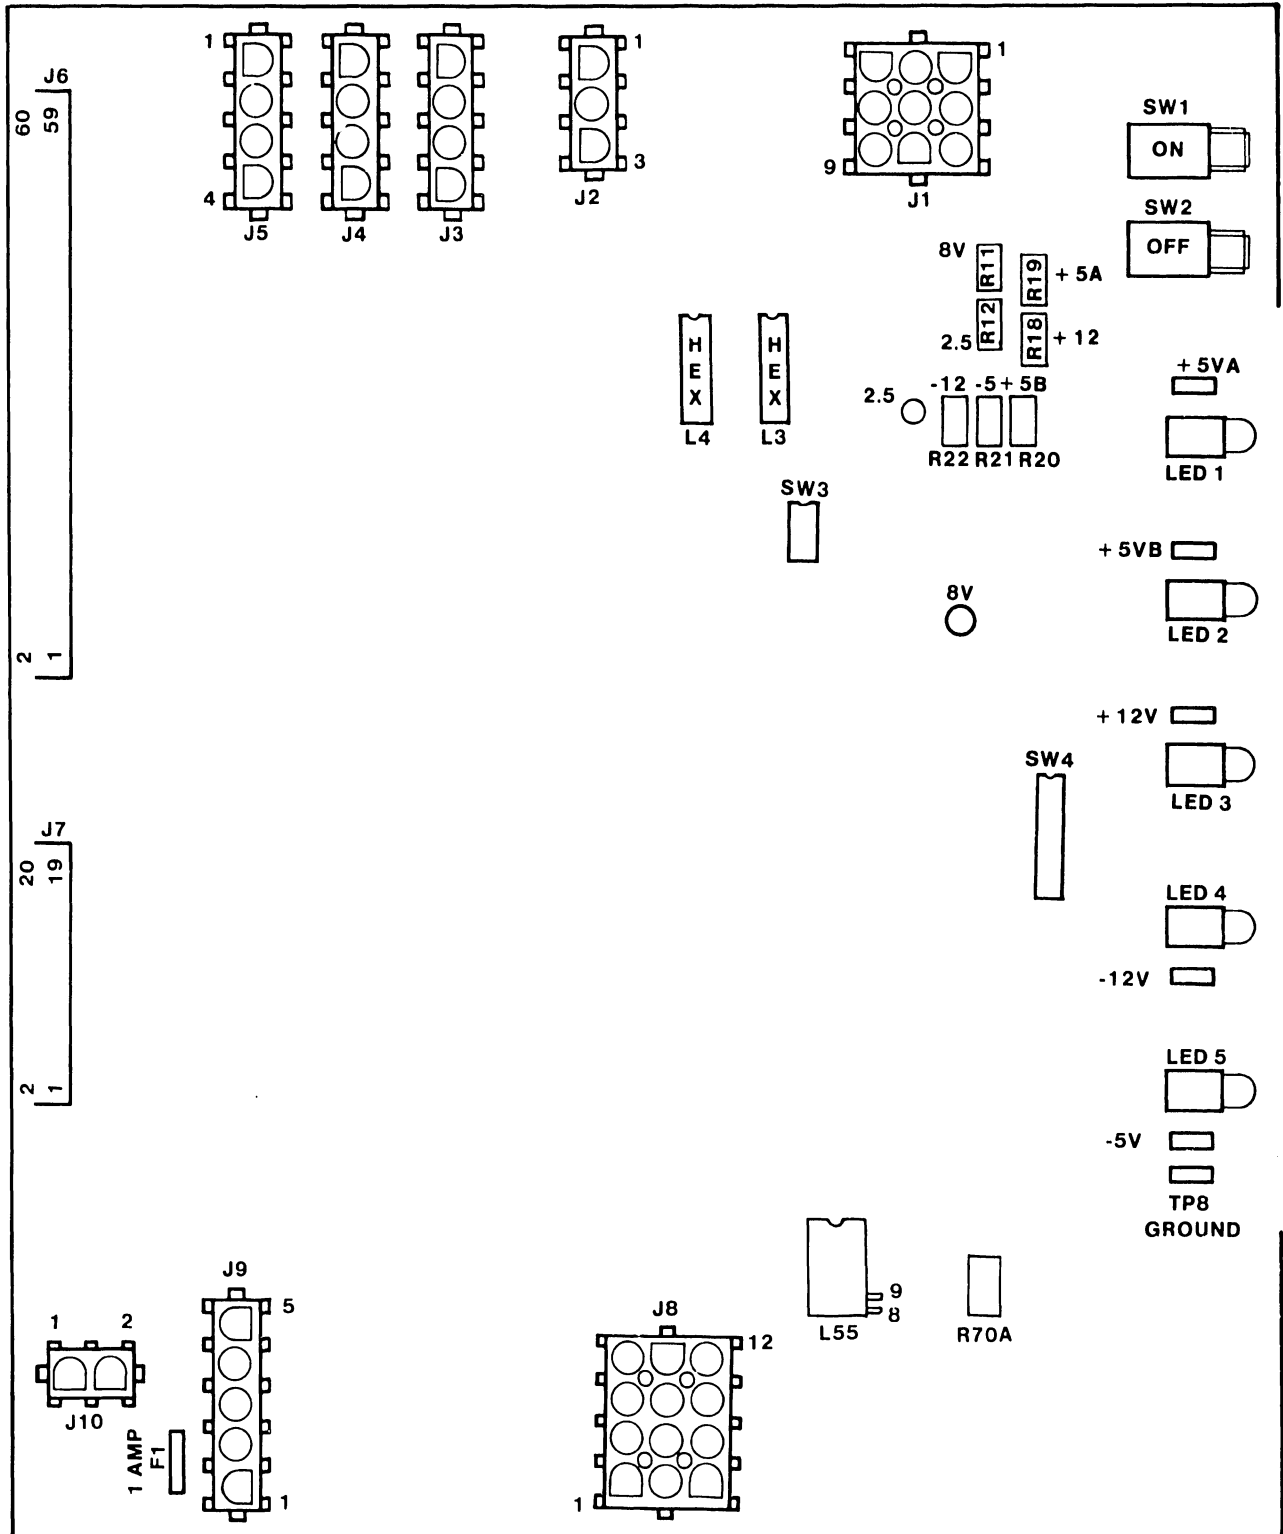 1
J5
4
J4
J3
1
3
J2
1
9
J1
J6
60
59
2
1
SW1
ON
SW2
OFF
8V
R11
R19
+ 5A
2.5
R12
R18
+ 12
-12 -5 + 5B
2.5
R22 R21 R20
HEX
L4
HEX
L3
SW3
+ 5VA
LED 1
+ 5VB
LED 2
8V
+ 12V
LED 3
SW4
J7
20
19
2
1
LED 4
-12V
LED 5
-5V
TP8
GROUND
9
8
L55
R70A
J9
5
1
1 2
J10
1 AMP
F1
J8
12
1